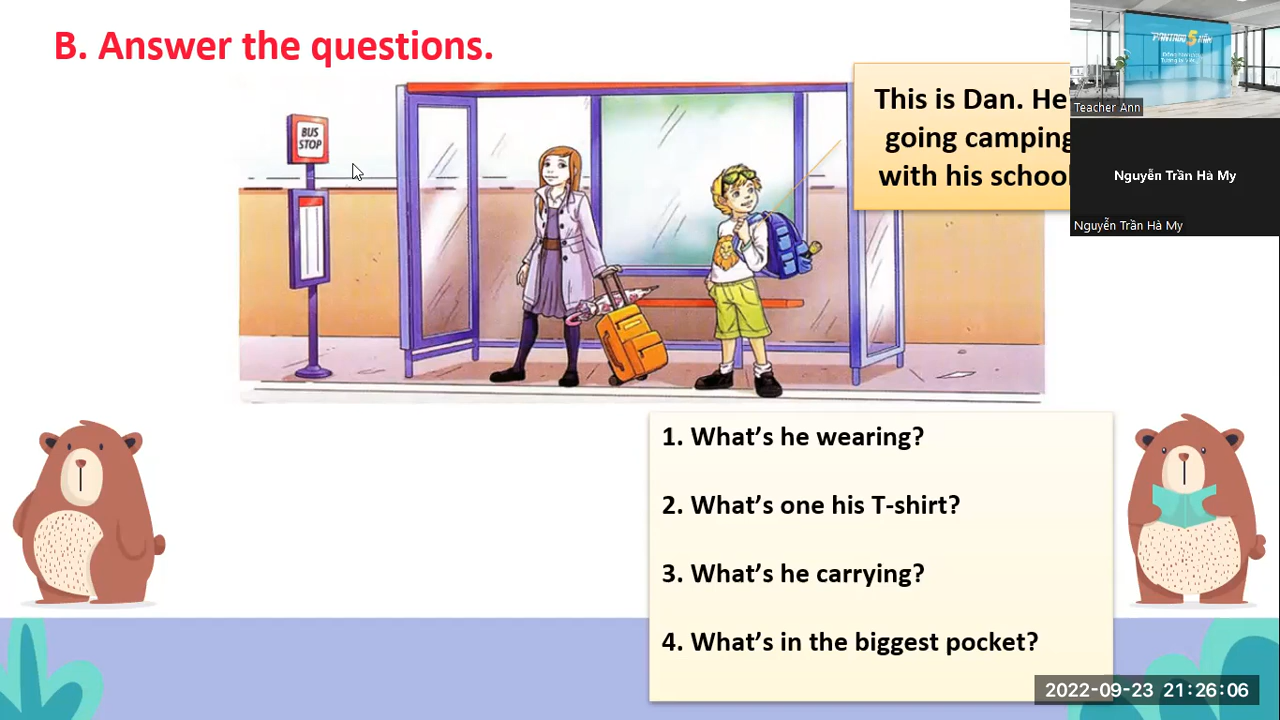 B. Answer the questions.
BUS
STOP
This is Dan. He
going camping
with his school
Teacher Ann
Nguyễn Trần Hà My
Nguyễn Trần Hà My
1. What's he wearing?
2. What's one his T-shirt?
3. What's he carrying?
4. What's in the biggest pocket?
2022-09-23 21:26:06